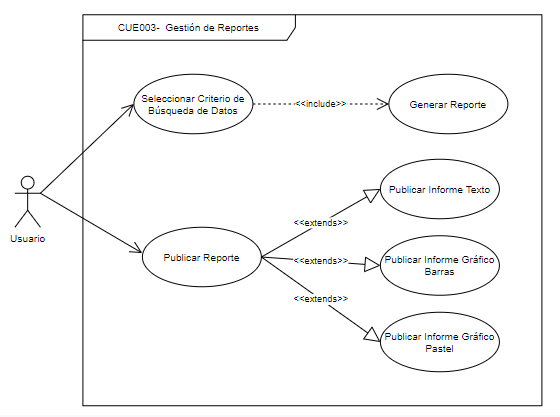 CUE003-  Gestión de Reportes
Seleccionar Criterio de
Búsqueda de Datos
<<include>>
Generar Reporte
Usuario
Publicar Reporte
<<extends>>
Publicar Informe Texto
<<extends>>
Publicar Informe Gráfico
Barras
<<extends>>
Publicar Informe Gráfico
Pastel